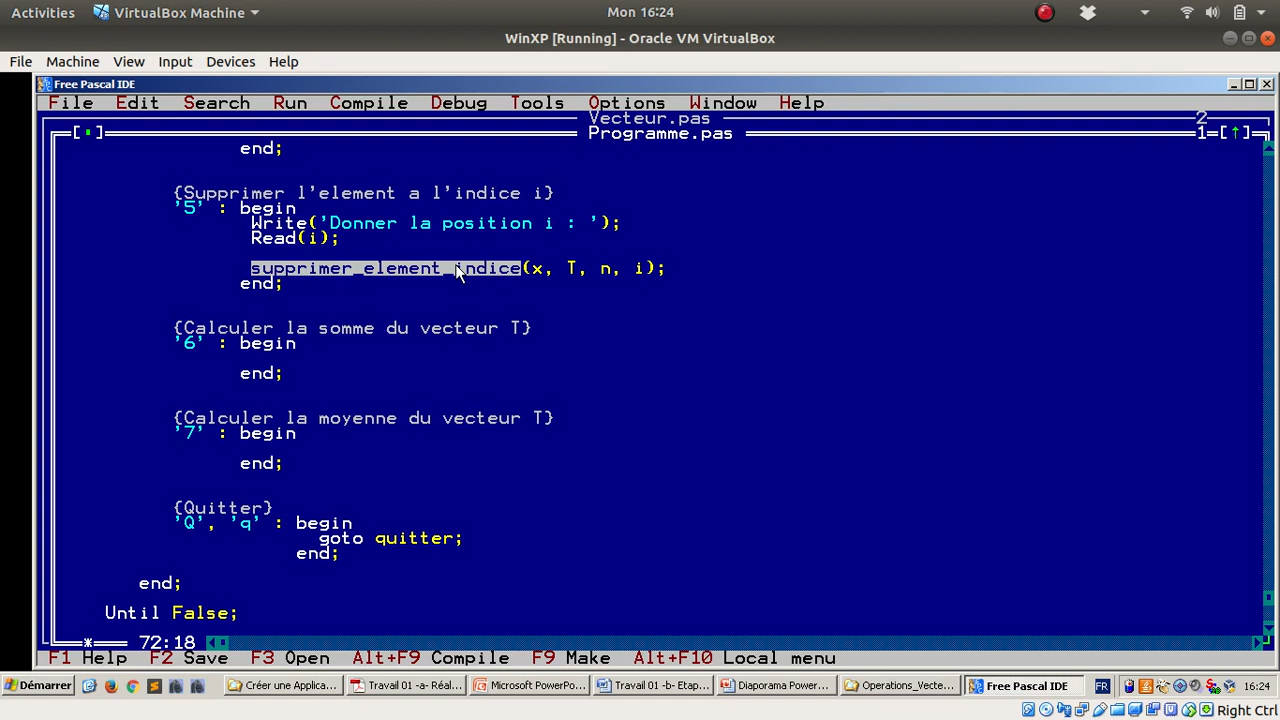 Activities VirtualBox Machine Mon 16:24
WinXP [Running] - Oracle VM VirtualBox
File Machine View Input Devices Help
Free Pascal IDE
File Edit Search Run Compile Debug Tools Options Window Help
Vecteur.pas 2
[▪] Programme.pas 1=[↑]
end;
{Supprimer l'element a l'indice i}
'5' : begin
Write('Donner la position i : ');
Read(i);
supprimer_element_indice(x, T, n, i);
end;
{Calculer la somme du vecteur T}
'6' : begin
end;
{Calculer la moyenne du vecteur T}
'7' : begin
end;
{Quitter}
'Q', 'q' : begin
goto quitter;
end;
end;
Until False;
* 72:18
F1 Help F2 Save F3 Open Alt+F9 Compile F9 Make Alt+F10 Local menu
Démarrer Créer une Applica... Travail 01 -a- Réal... Microsoft PowerPo... Travail 01 -b- Etap... Diaporama Power... Operations_Vecte... Free Pascal IDE FR 16:24
Right Ctrl